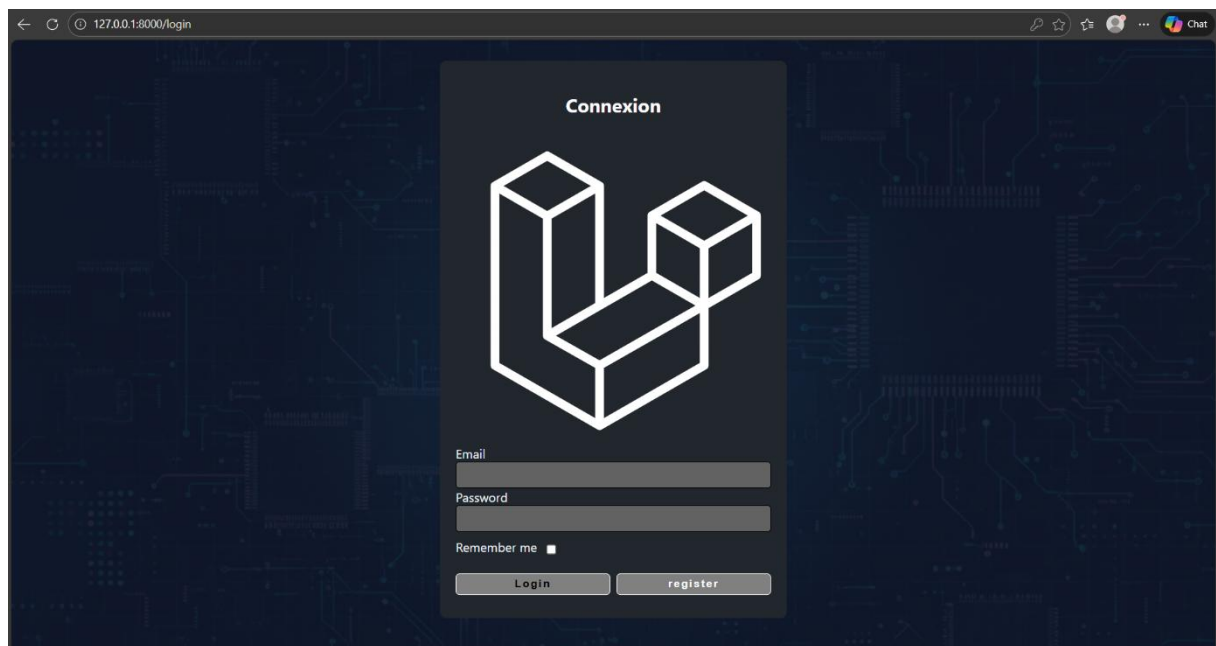 127.0.0.1:8000/login
Chat
Connexion
Email
Password
Remember me
Login
register